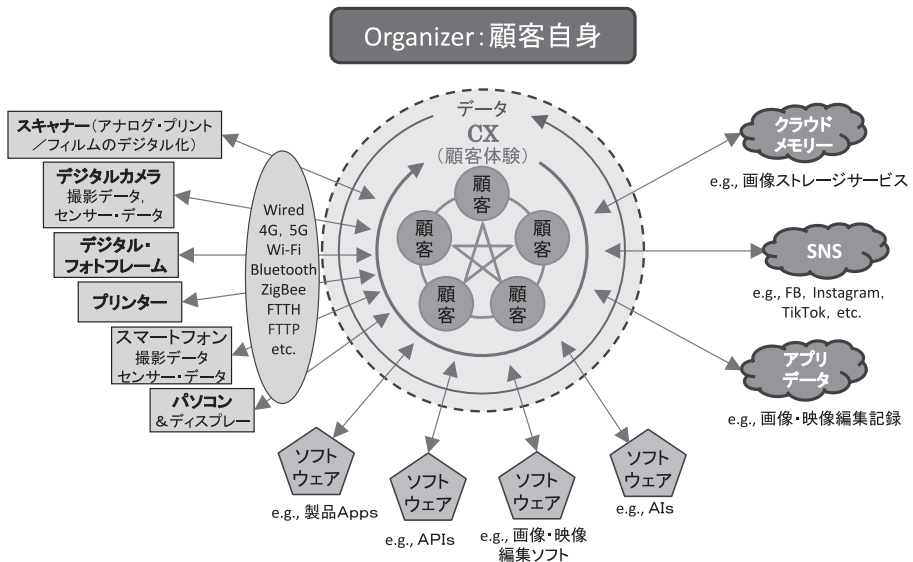 Organizer：顧客自身
データ
CX
（顧客体験）
顧客
顧客
顧客
顧客
顧客
スキャナー（アナログ・プリント
／フィルムのデジタル化）
デジタルカメラ
撮影データ，
センサー・データ
デジタル・
フォトフレーム
プリンター
スマートフォン
撮影データ
センサー・データ
パソコン
＆ディスプレー
Wired
4G，5G
Wi-Fi
Bluetooth
ZigBee
FTTH
FTTP
etc.
クラウド
メモリー
e.g., 画像ストレージサービス
SNS
e.g., FB，Instagram，
TikTok，etc.
アプリ
データ
e.g., 画像・映像編集記録
ソフト
ウェア
e.g., 製品Apps
ソフト
ウェア
e.g., APIs
ソフト
ウェア
e.g., 画像・映像
編集ソフト
ソフト
ウェア
e.g., AIs